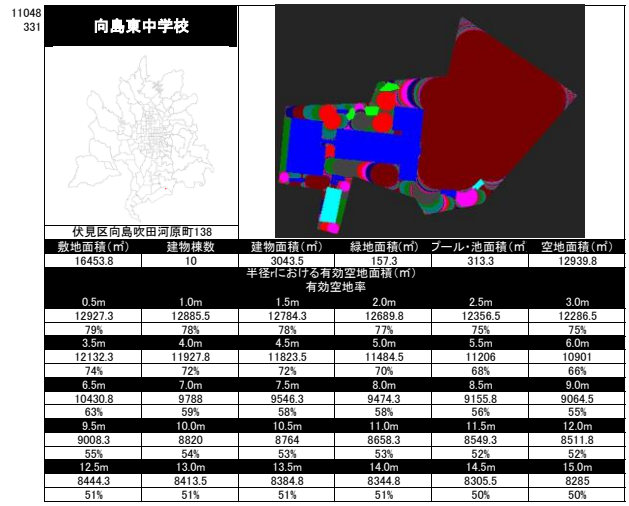 11048
331
向島東中学校
伏見区向島吹田河原町138
敷地面積(㎡) 建物棟数 建物面積(㎡) 緑地面積(㎡) プール・池面積(㎡) 空地面積(㎡)
16453.8 10 3043.5 157.3 313.3 12939.8
半径rにおける有効空地面積(㎡)
有効空地率
0.5m 1.0m 1.5m 2.0m 2.5m 3.0m
12927.3 12885.5 12784.3 12689.8 12356.5 12286.5
79% 78% 78% 77% 75% 75%
3.5m 4.0m 4.5m 5.0m 5.5m 6.0m
12132.3 11927.8 11823.5 11484.5 11206 10901
74% 72% 72% 70% 68% 66%
6.5m 7.0m 7.5m 8.0m 8.5m 9.0m
10430.8 9788 9546.3 9474.3 9155.8 9064.5
63% 59% 58% 58% 56% 55%
9.5m 10.0m 10.5m 11.0m 11.5m 12.0m
9008.3 8820 8764 8658.3 8549.3 8511.8
55% 54% 53% 53% 52% 52%
12.5m 13.0m 13.5m 14.0m 14.5m 15.0m
8444.3 8413.5 8384.8 8344.8 8305.5 8285
51% 51% 51% 51% 50% 50%